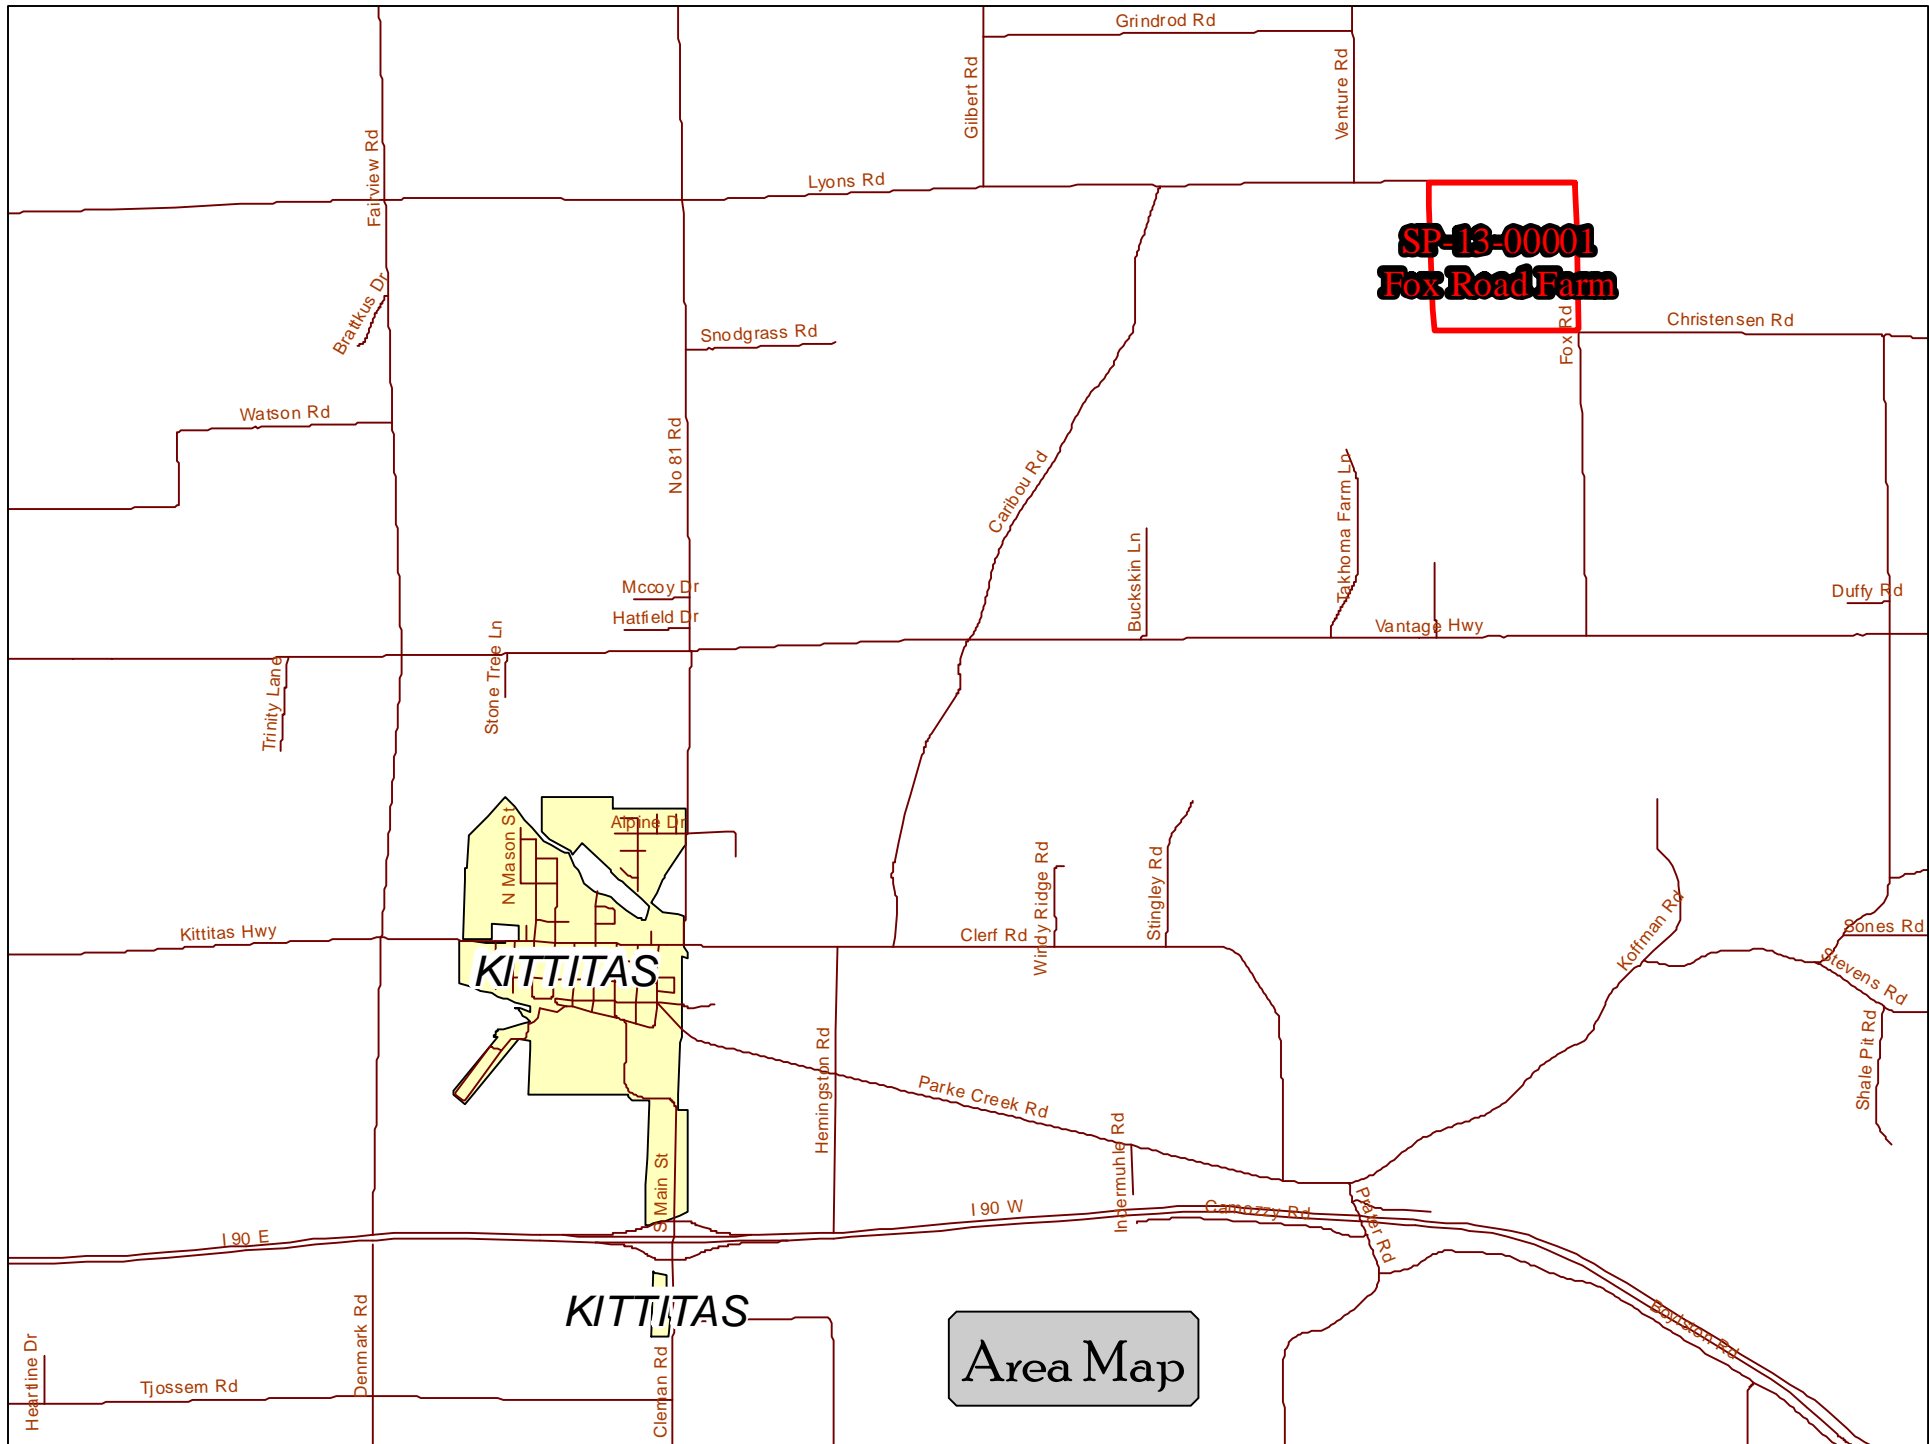 Grindrod Rd
Gilbert Rd
Venture Rd
Fairview Rd
Lyons Rd
SP-13-00001
Fox Road Farm
Brattkus Dr
Snodgrass Rd
Fox Rd
Christensen Rd
Watson Rd
No 81 Rd
Caribou Rd
Takhoma Farm Ln
Buckskin Ln
Mccoy Dr
Hatfield Dr
Duffy Rd
Vantage Hwy
Stone Tree Ln
Trinity Lane
Alpine Dr
N Mason St
Windy Ridge Rd
Stingley Rd
Koffman Rd
Sones Rd
Kittitas Hwy
Clerf Rd
KITTITAS
Stevens Rd
Shale Pit Rd
Hemingston Rd
Parke Creek Rd
Indermuhle Rd
S Main St
I 90 W
Camozzy Rd
Prater Rd
I 90 E
KITTITAS
Denmark Rd
Boylston Rd
Heartline Dr
Tjossem Rd
Cleman Rd
Area Map